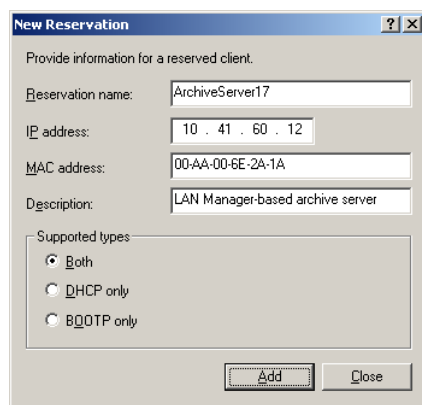 New Reservation
Provide information for a reserved client.
Reservation name: ArchiveServer17
IP address: 10 . 41 . 60 . 12
MAC address: 00-AA-00-6E-2A-1A
Description: LAN Manager-based archive server
Supported types
Both
DHCP only
BOOTP only
Add Close